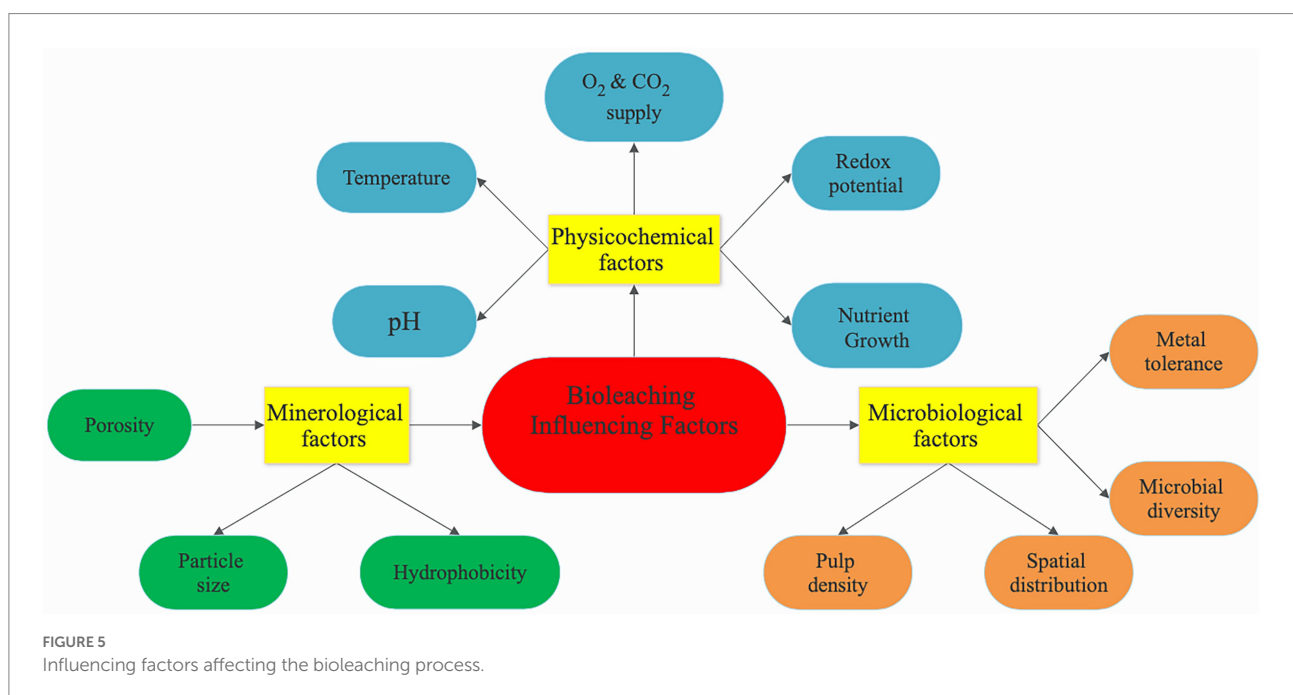 O₂ & CO₂
supply
Temperature
Redox
potential
Physicochemical
factors
pH
Nutrient
Growth
Metal
tolerance
Porosity
Minerological
factors
Bioleaching
Influencing Factors
Microbiological
factors
Microbial
diversity
Particle
size
Hydrophobicity
Pulp
density
Spatial
distribution
FIGURE 5
Influencing factors affecting the bioleaching process.